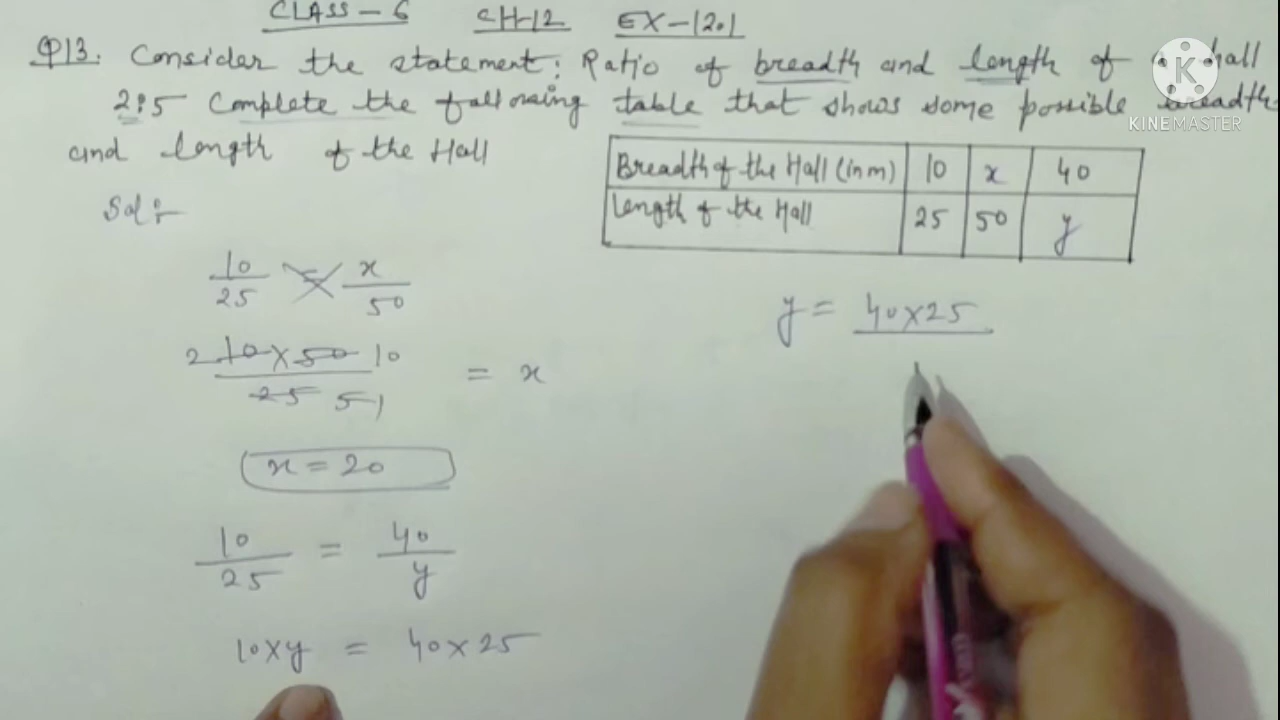 CLASS - 6 CH-12 EX-12.1
Q13. Consider the statement: Ratio of breadth and length of a hall
2:5 Complete the following table that shows some possible breadth
and length of the Hall
Breadth of the Hall (in m) 10 x 40
Length of the Hall 25 50 y
Sol:-
10/25 = x/50
2 10 x 50 10 / 25 5 1 = x
x = 20
10/25 = 40/y
10 x y = 40 x 25
y = 40 x 25
K
KINEMASTER